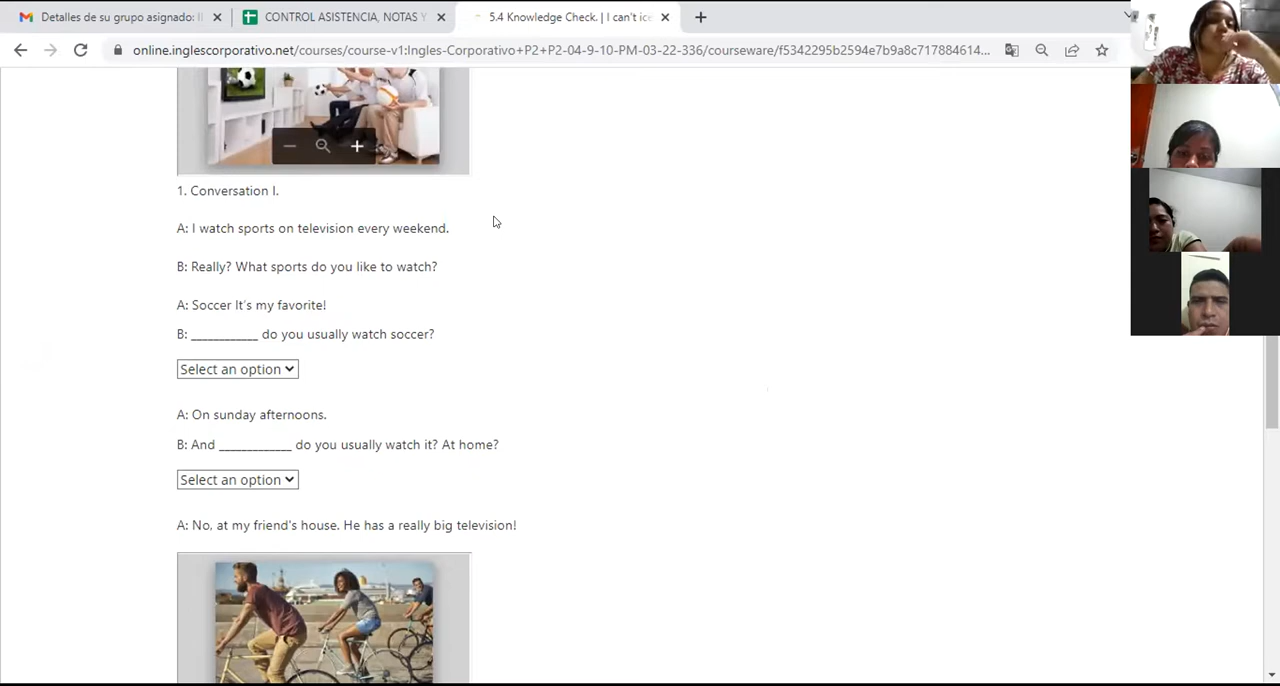 Detalles de su grupo asignado:
CONTROL ASISTENCIA, NOTAS Y
5.4 Knowledge Check. | I can't ice
online.inglescorporativo.net/courses/course-v1:Ingles-Corporativo+P2+P2-04-9-10-PM-03-22-336/courseware/f5342295b2594e7b9a8c717884614...
1. Conversation I.
A: I watch sports on television every weekend.
B: Really? What sports do you like to watch?
A: Soccer It's my favorite!
B: ____________ do you usually watch soccer?
Select an option
A: On sunday afternoons.
B: And _____________ do you usually watch it? At home?
Select an option
A: No, at my friend's house. He has a really big television!